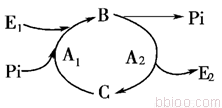 E₁ B Pi
A₁ A₂
Pi E₂
C
bbioo.com